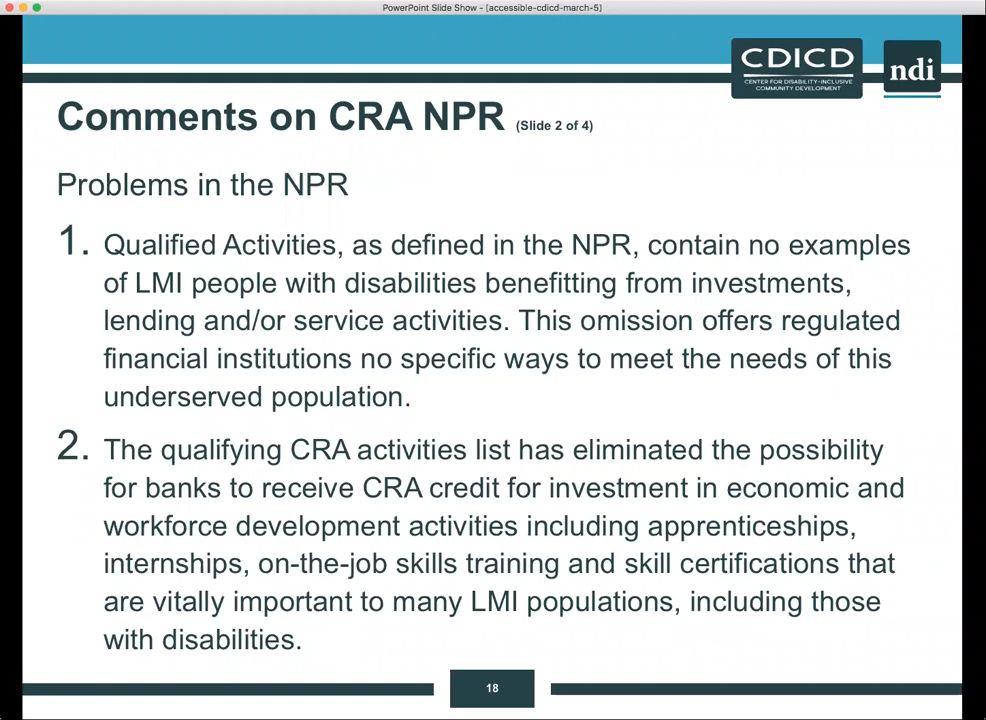 PowerPoint Slide Show - [accessible-cdicd-march-5]
CDICD
CENTER FOR DISABILITY-INCLUSIVE
COMMUNITY DEVELOPMENT
ndi
Comments on CRA NPR (Slide 2 of 4)
Problems in the NPR
1. Qualified Activities, as defined in the NPR, contain no examples
of LMI people with disabilities benefitting from investments,
lending and/or service activities. This omission offers regulated
financial institutions no specific ways to meet the needs of this
underserved population.
2. The qualifying CRA activities list has eliminated the possibility
for banks to receive CRA credit for investment in economic and
workforce development activities including apprenticeships,
internships, on-the-job skills training and skill certifications that
are vitally important to many LMI populations, including those
with disabilities.
18